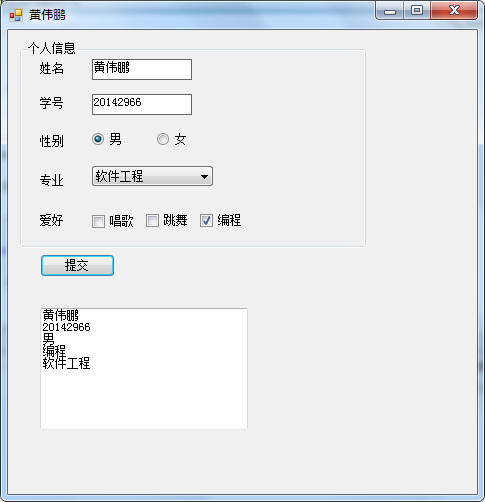 黄伟鹏
个人信息
姓名 黄伟鹏
学号 20142966
性别 男 女
专业 软件工程
爱好 唱歌 跳舞 编程
提交
黄伟鹏
20142966
男
编程
软件工程